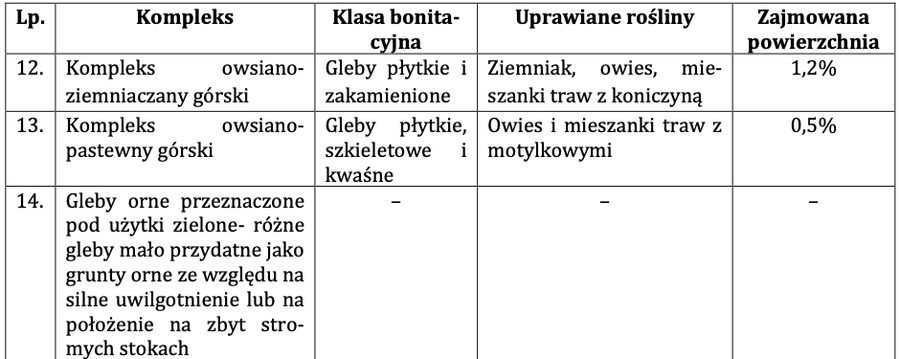 Lp. Kompleks Klasa bonita- Uprawiane rośliny Zajmowana
cyjna powierzchnia
12. Kompleks owsiano- Gleby płytkie i Ziemniak, owies, mie- 1,2%
ziemniaczany górski zakamienione szanki traw z koniczyną
13. Kompleks owsiano- Gleby płytkie, Owies i mieszanki traw z 0,5%
pastewny górski szkieletowe i motylkowymi
kwaśne
14. Gleby orne przeznaczone – – –
pod użytki zielone- różne
gleby mało przydatne jako
grunty orne ze względu na
silne uwilgotnienie lub na
położenie na zbyt stro-
mych stokach